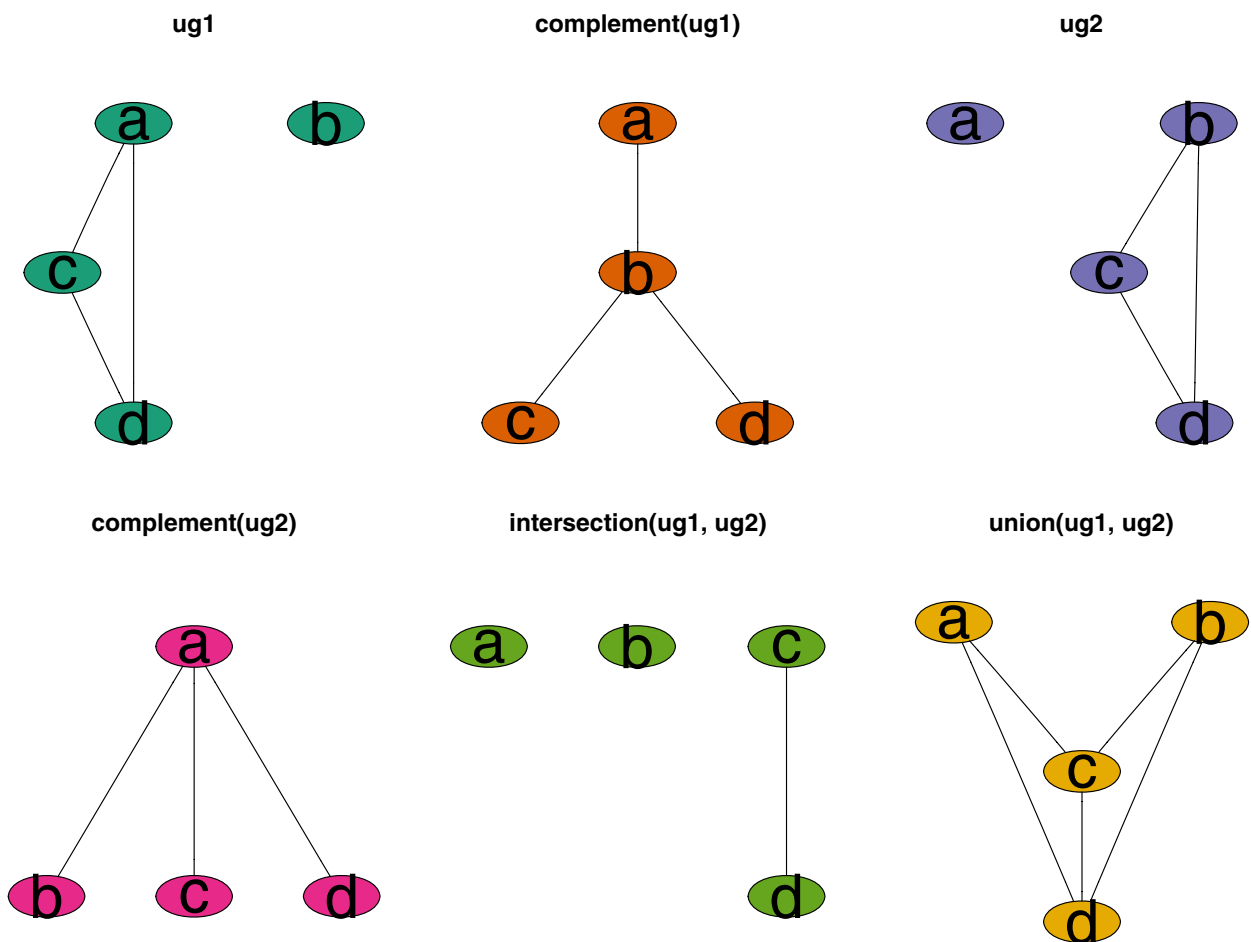 ug1
a
b
c
d
complement(ug1)
a
b
c
d
ug2
a
b
c
d
complement(ug2)
a
b
c
d
intersection(ug1, ug2)
a
b
c
d
union(ug1, ug2)
a
b
c
d